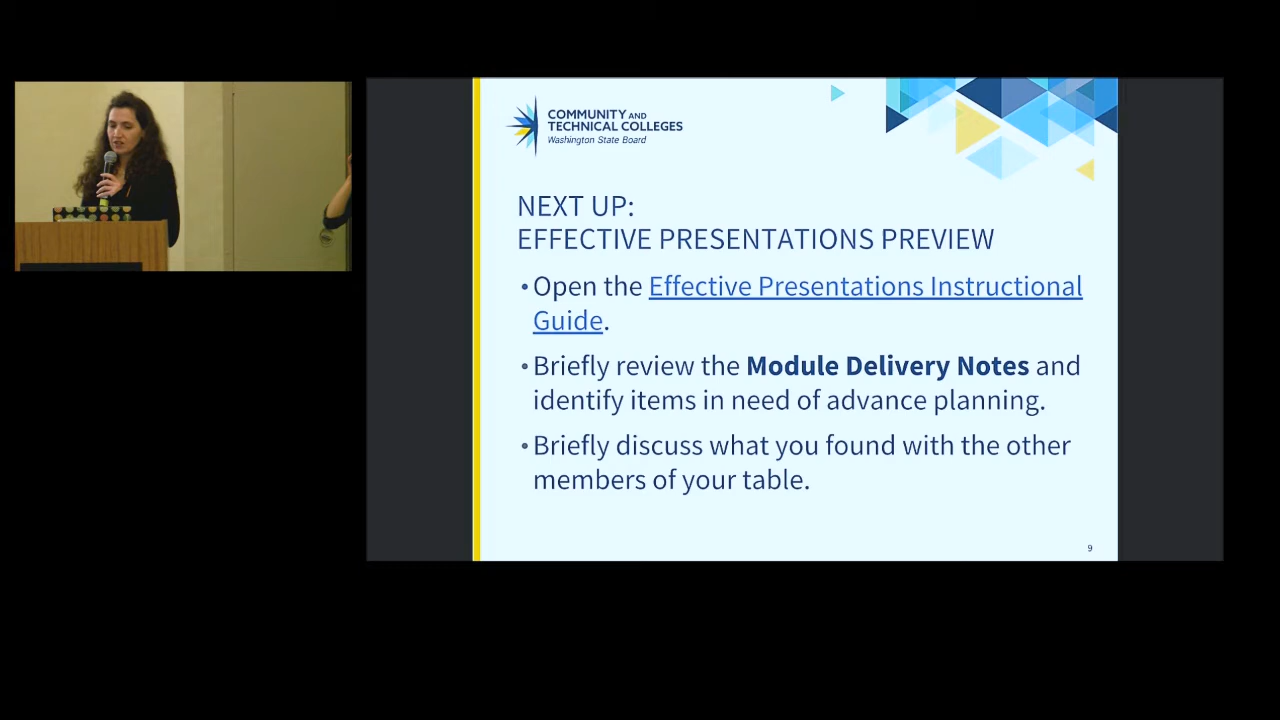 COMMUNITY AND
TECHNICAL COLLEGES
Washington State Board
NEXT UP:
EFFECTIVE PRESENTATIONS PREVIEW
• Open the Effective Presentations Instructional
Guide.
• Briefly review the Module Delivery Notes and
identify items in need of advance planning.
• Briefly discuss what you found with the other
members of your table.
9